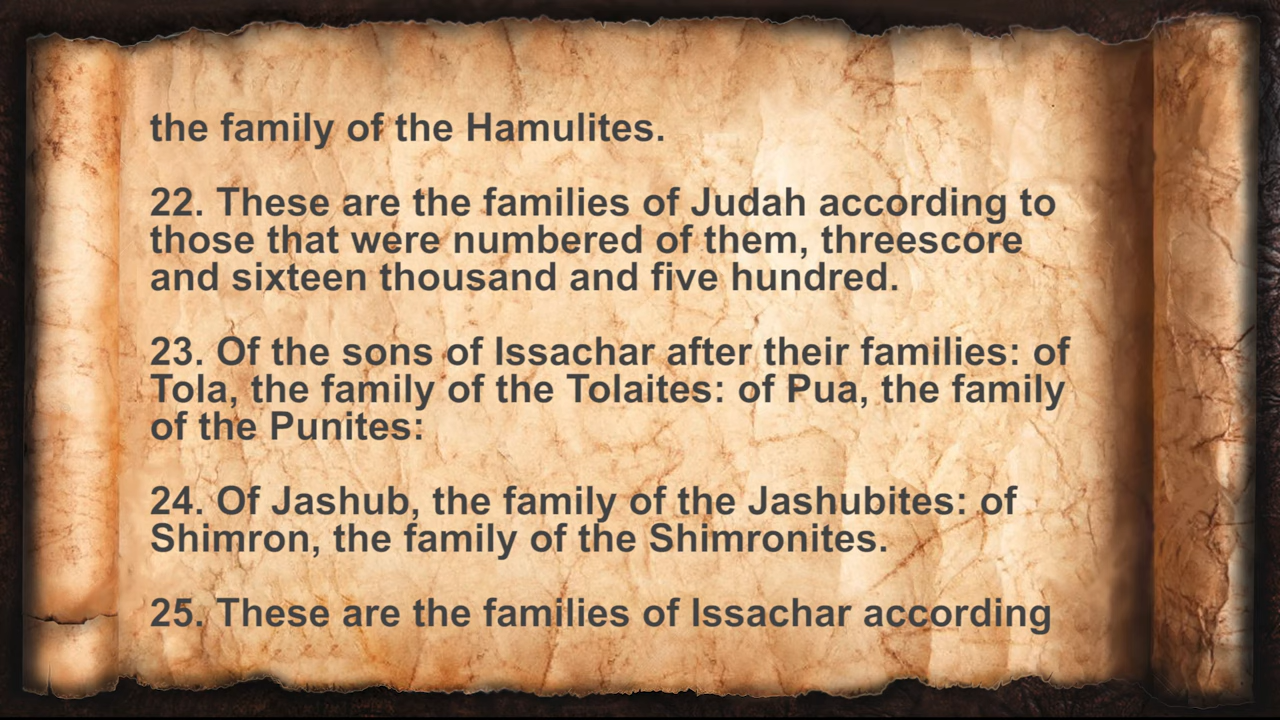 the family of the Hamulites.
22. These are the families of Judah according to
those that were numbered of them, threescore
and sixteen thousand and five hundred.
23. Of the sons of Issachar after their families: of
Tola, the family of the Tolaites: of Pua, the family
of the Punites:
24. Of Jashub, the family of the Jashubites: of
Shimron, the family of the Shimronites.
25. These are the families of Issachar according